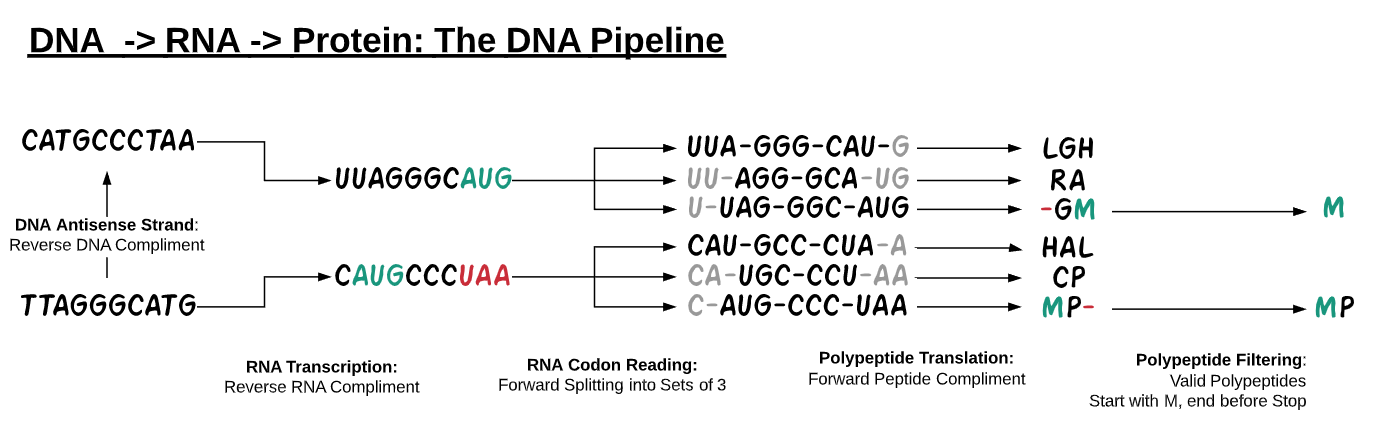 DNA -> RNA -> Protein: The DNA Pipeline
CATGCCCTAA
UUAGGGCAUG
UUA-GGG-CAU-G
LGH
UU-AGG-GCA-UG
RA
U-UAG-GGC-AUG
-GM
M
DNA Antisense Strand:
Reverse DNA Compliment
CAUGCCCUAA
CAU-GCC-CUA-A
HAL
CA-UGC-CCU-AA
CP
C-AUG-CCC-UAA
MP-
MP
TTAGGGCATG
RNA Transcription:
Reverse RNA Compliment
RNA Codon Reading:
Forward Splitting into Sets of 3
Polypeptide Translation:
Forward Peptide Compliment
Polypeptide Filtering:
Valid Polypeptides
Start with M, end before Stop